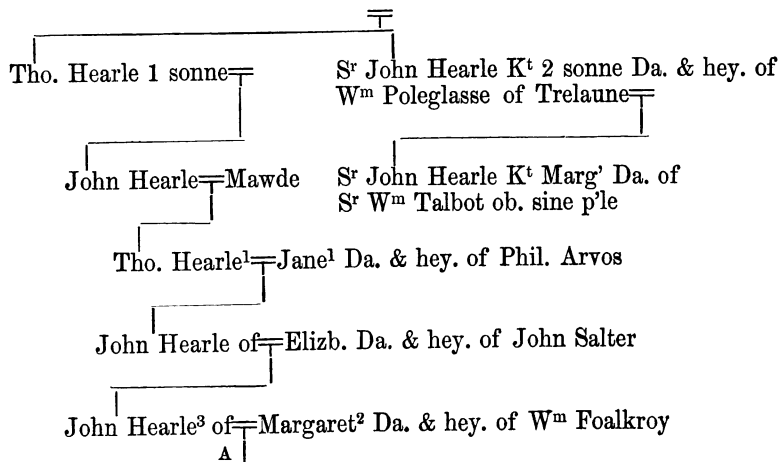 Tho. Hearle 1 sonne
Sʳ John Hearle Kᵗ 2 sonne Da. & hey. of
Wᵐ Poleglasse of Trelaune
John Hearle Mawde
Sʳ John Hearle Kᵗ Marg' Da. of
Sʳ Wᵐ Talbot ob. sine p'le
Tho. Hearle¹ Jane¹ Da. & hey. of Phil. Arvos
John Hearle of Elizb. Da. & hey. of John Salter
John Hearle³ of Margaret² Da. & hey. of Wᵐ Foalkroy
A